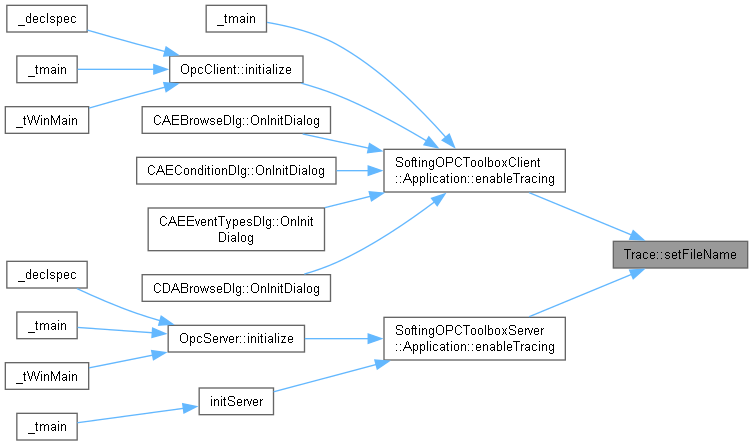 _declspec
_tmain
_tmain
OpcClient::initialize
_tWinMain
CAEBrowseDlg::OnInitDialog
CAEConditionDlg::OnInitDialog
SoftingOPCToolboxClient
::Application::enableTracing
CAEEventTypesDlg::OnInit
Dialog
Trace::setFileName
CDABrowseDlg::OnInitDialog
_declspec
_tmain
OpcServer::initialize
SoftingOPCToolboxServer
::Application::enableTracing
_tWinMain
initServer
_tmain